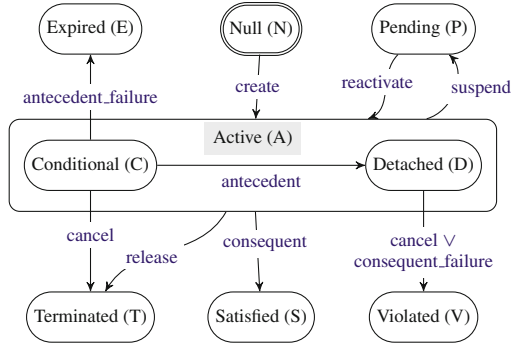 Expired (E)
Null (N)
Pending (P)
antecedent_failure
create
reactivate
suspend
Active (A)
Conditional (C)
antecedent
Detached (D)
cancel
release
consequent
cancel ∨
consequent_failure
Terminated (T)
Satisfied (S)
Violated (V)